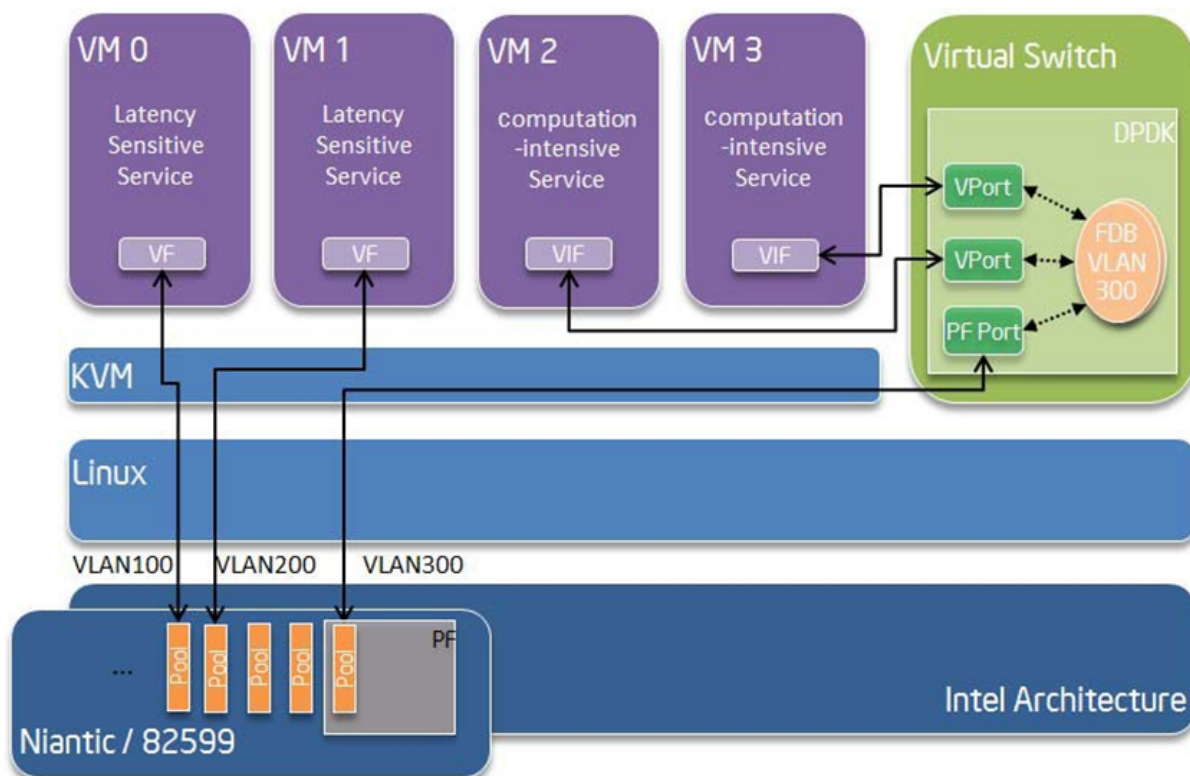 VM 0
Latency
Sensitive
Service
VF
VM 1
Latency
Sensitive
Service
VF
VM 2
computation
-intensive
Service
VIF
VM 3
computation
-intensive
Service
VIF
Virtual Switch
DPDK
VPort
VPort
PF Port
FDB
VLAN
300
KVM
Linux
VLAN100
VLAN200
VLAN300
...
Pool
Pool
Pool
Pool
Pool
PF
Niantic / 82599
Intel Architecture